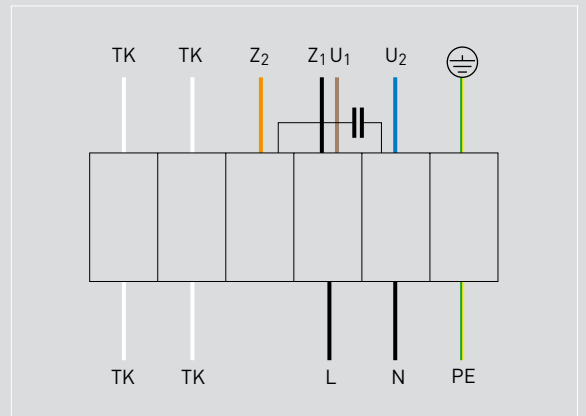 TK TK Z₂ Z₁ U₁ U₂
TK TK L N PE